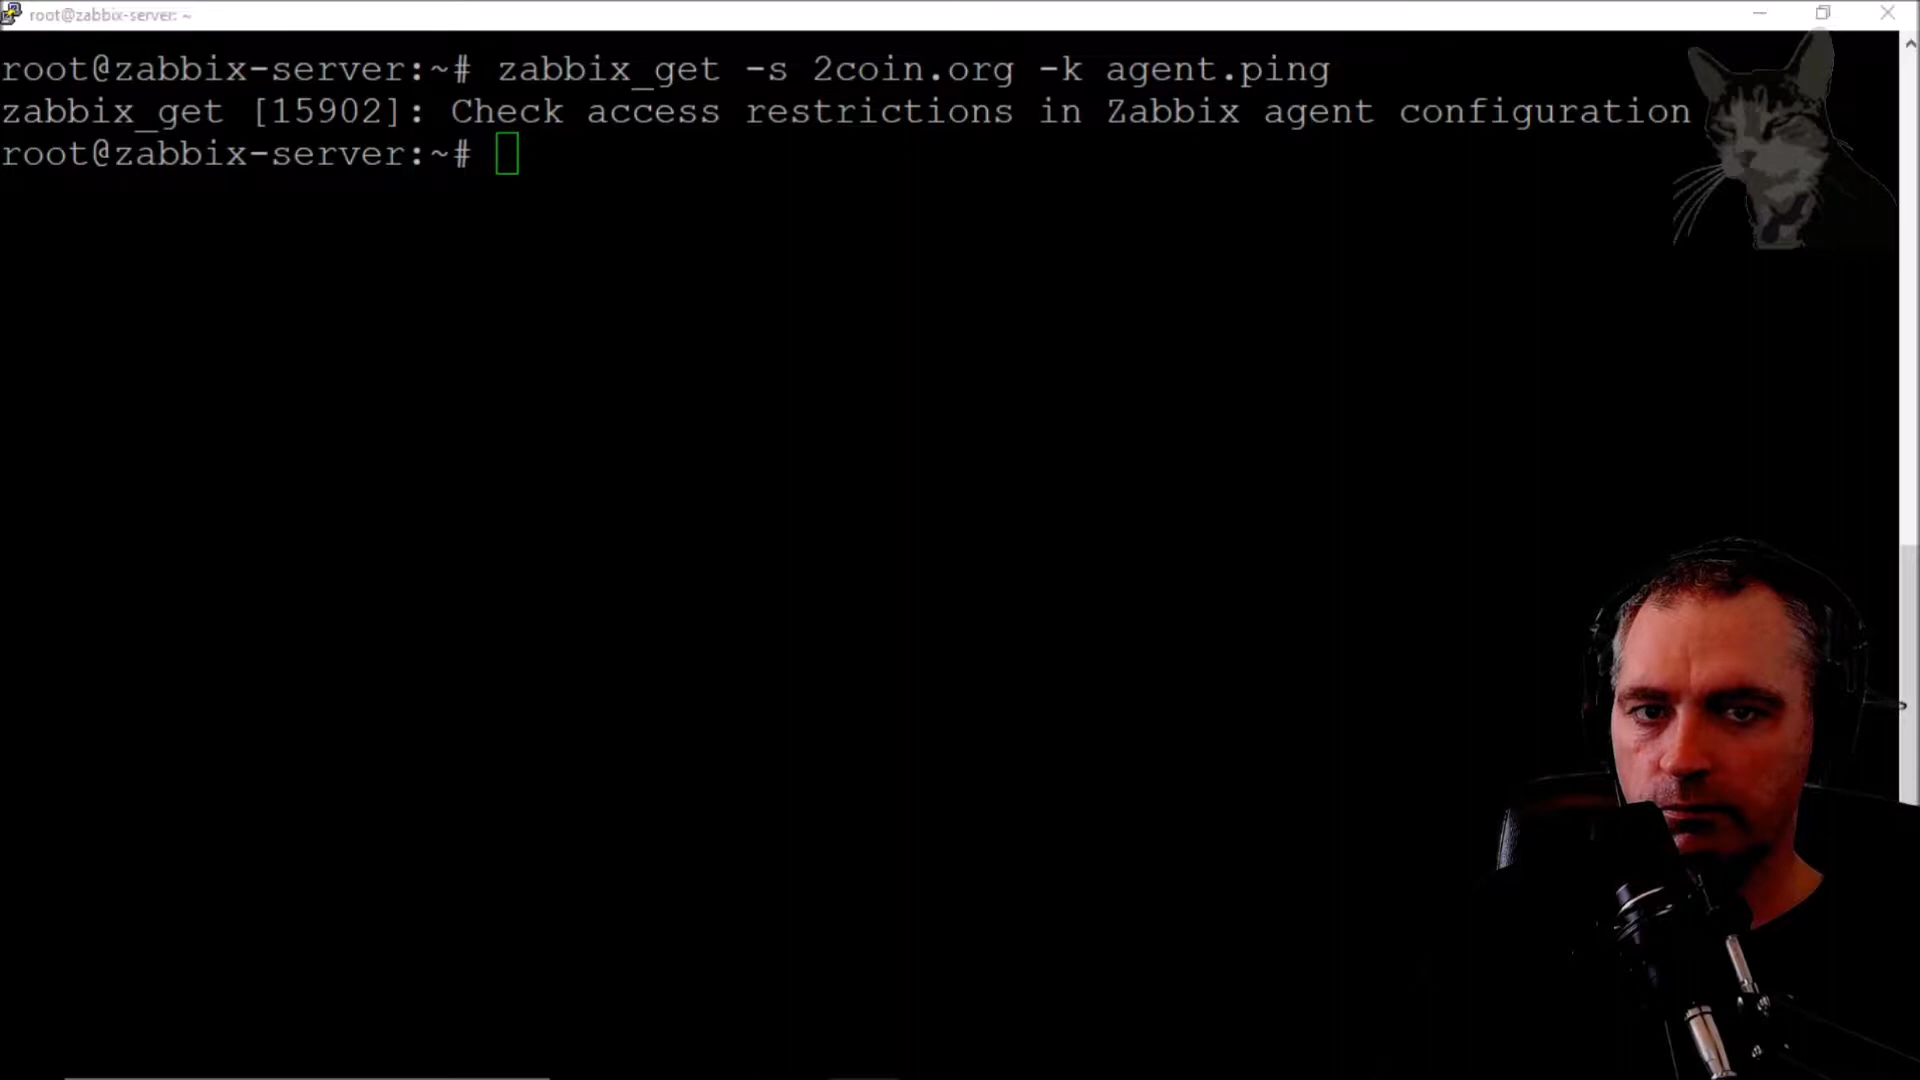 root@zabbix-server: ~
root@zabbix-server:~# zabbix_get -s 2coin.org -k agent.ping
zabbix_get [15902]: Check access restrictions in Zabbix agent configuration
root@zabbix-server:~#